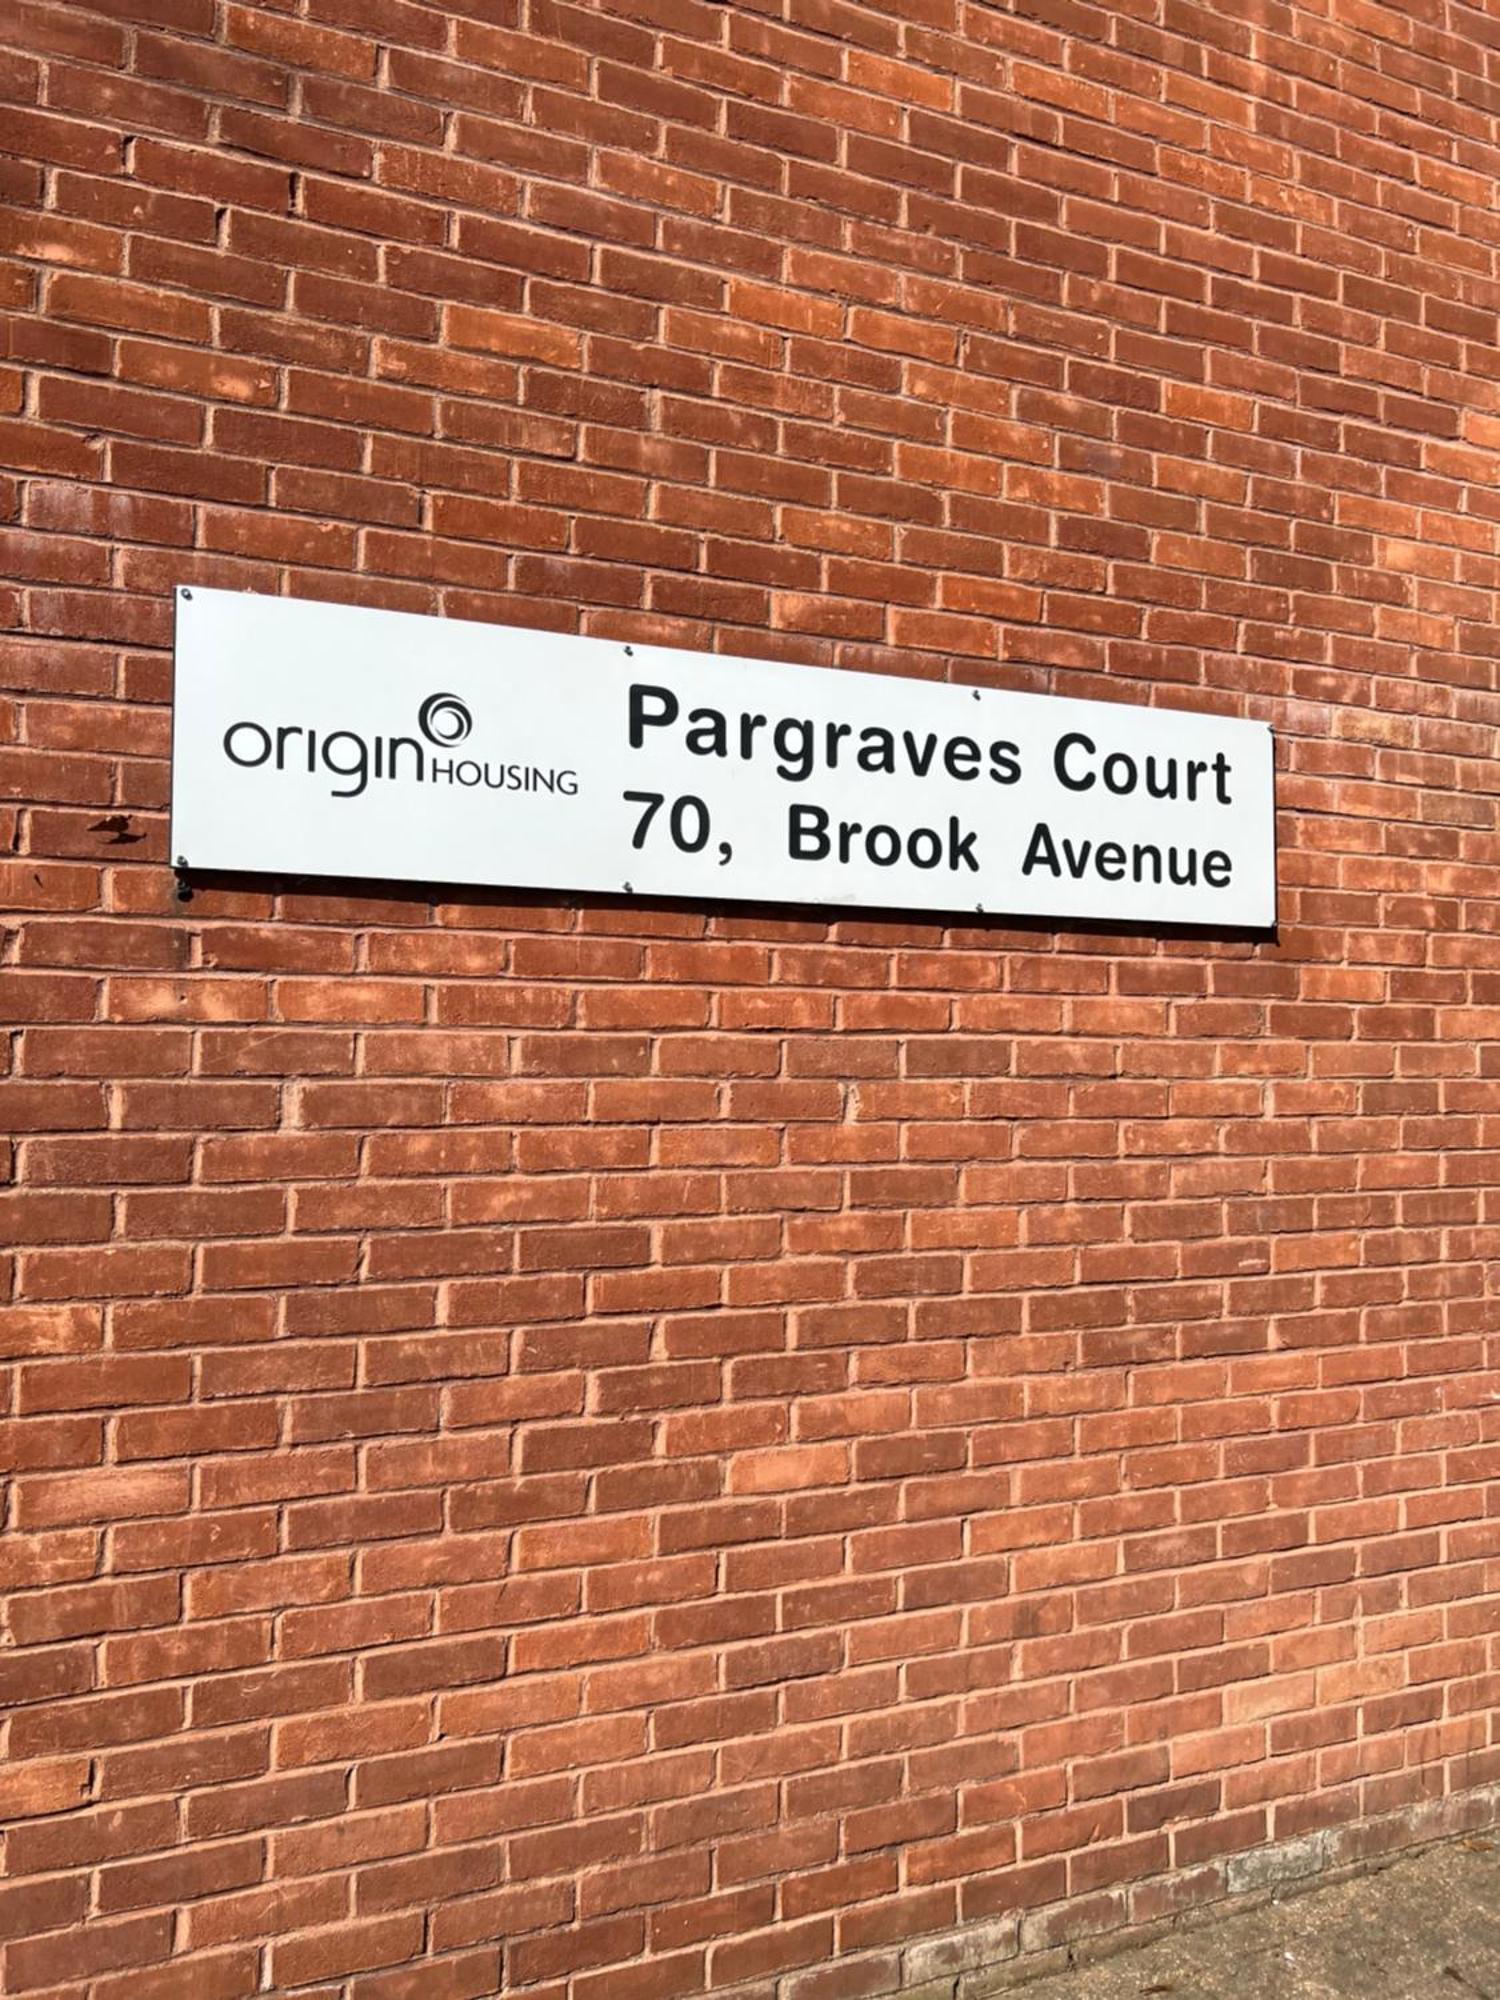 origin HOUSING
Pargraves Court
70, Brook Avenue